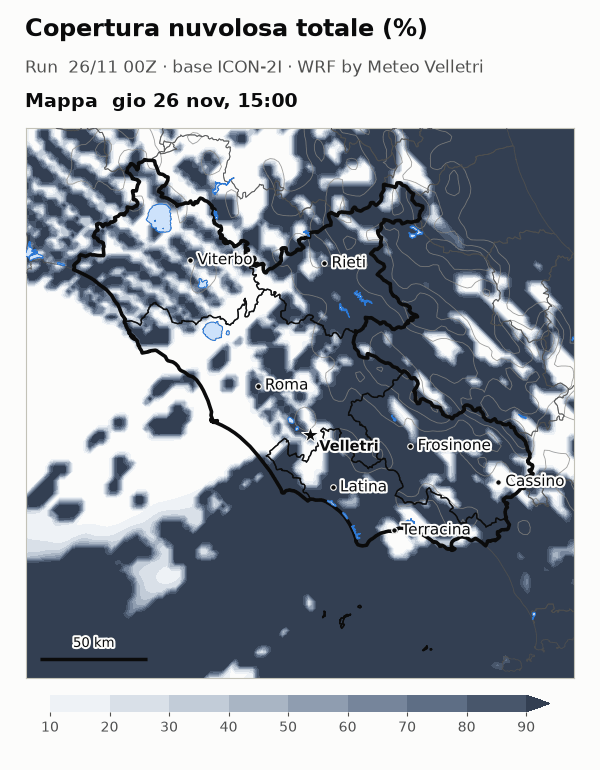 Copertura nuvolosa totale (%)
Run  26/11 00Z · base ICON-2I · WRF by Meteo Velletri
Mappa  gio 26 nov, 15:00
Viterbo
Rieti
Roma
Velletri
Frosinone
Latina
Cassino
Terracina
50 km
10 20 30 40 50 60 70 80 90